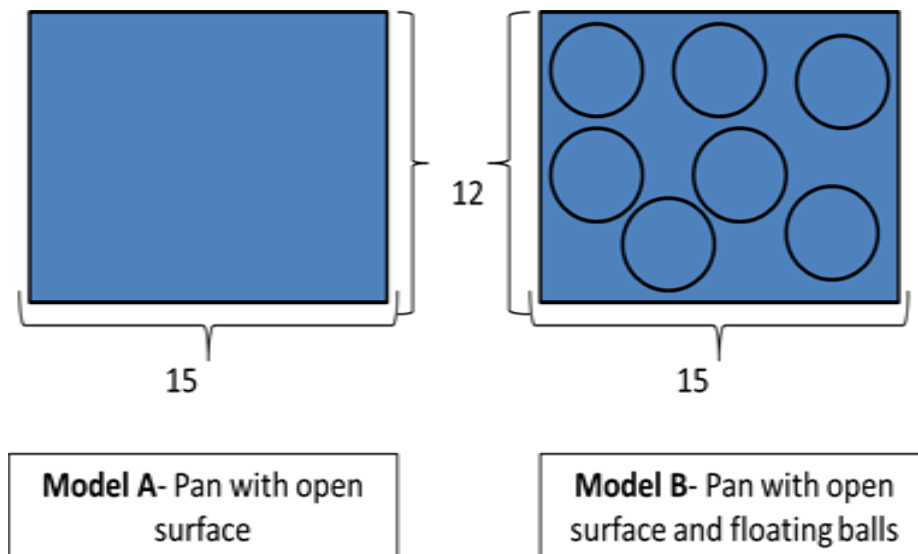 12
15
15
Model A- Pan with open
surface
Model B- Pan with open
surface and floating balls